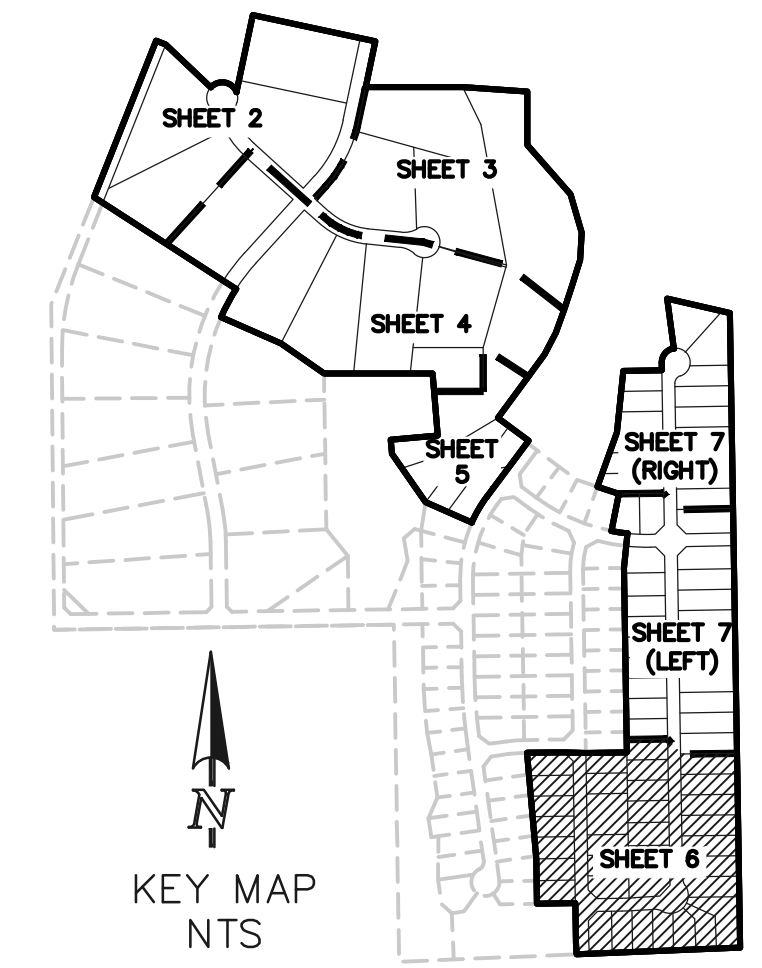 SHEET 2
SHEET 3
SHEET 4
SHEET
5
SHEET 7
(RIGHT)
SHEET 7
(LEFT)
SHEET 6
N
KEY MAP
NTS